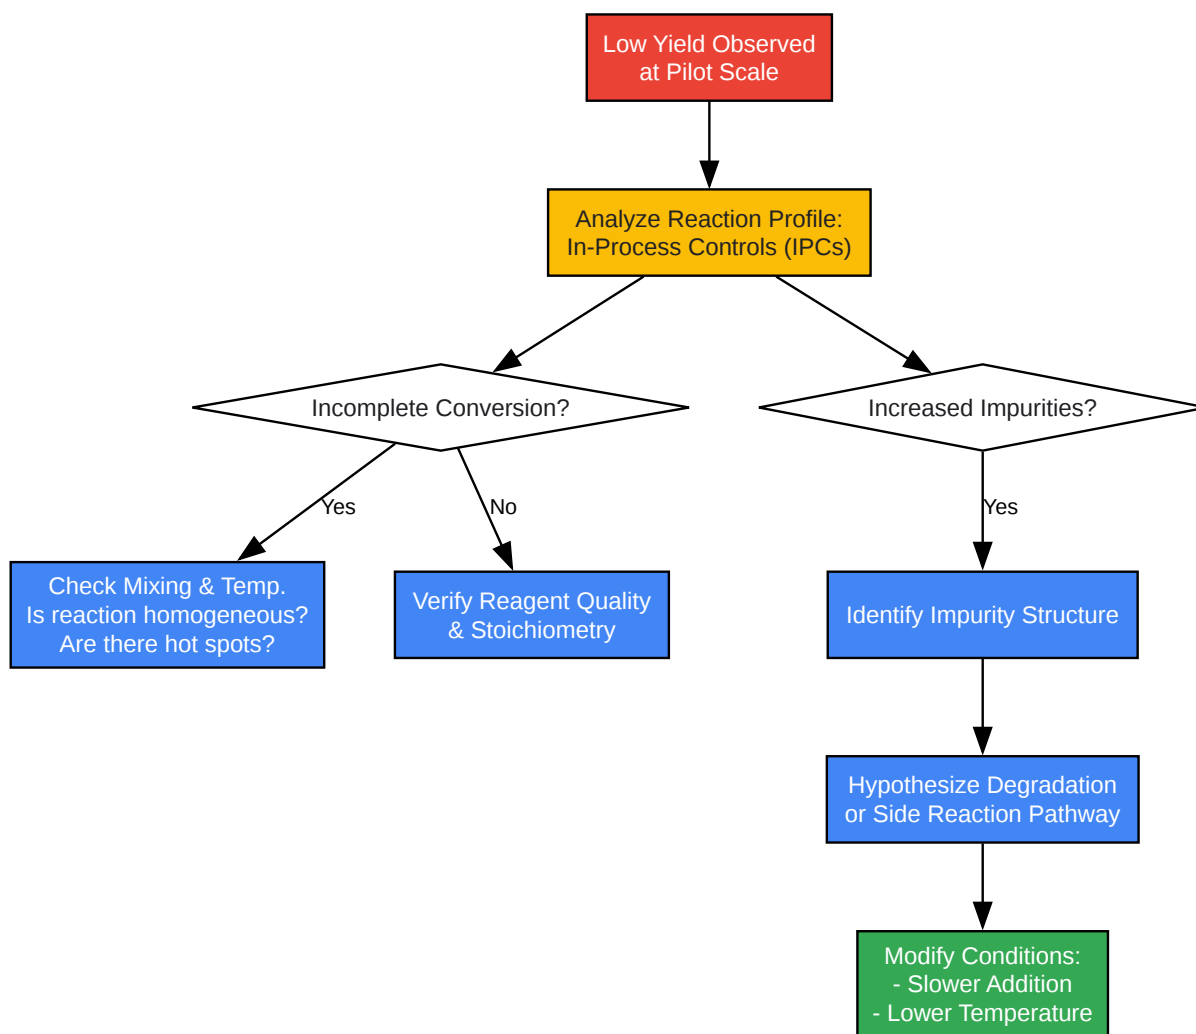 Low Yield Observed
at Pilot Scale
Analyze Reaction Profile:
In-Process Controls (IPCs)
Incomplete Conversion?
Increased Impurities?
Yes
No
Yes
Check Mixing & Temp.
Is reaction homogeneous?
Are there hot spots?
Verify Reagent Quality
& Stoichiometry
Identify Impurity Structure
Hypothesize Degradation
or Side Reaction Pathway
Modify Conditions:
- Slower Addition
- Lower Temperature